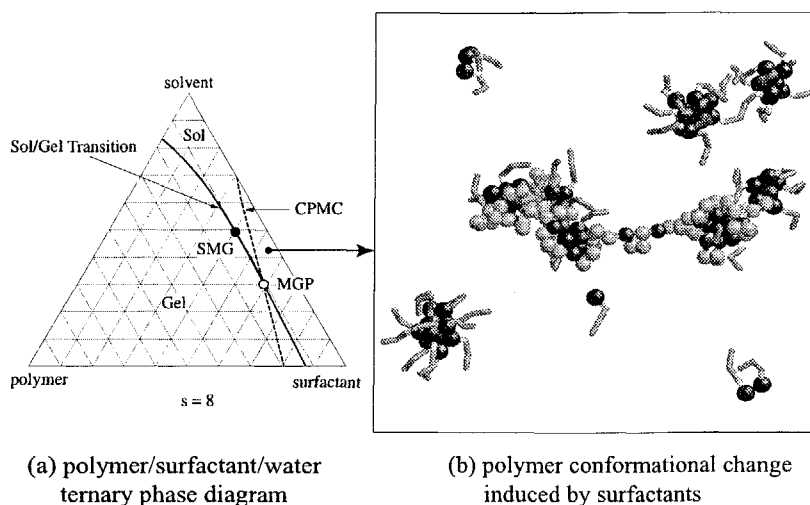 solvent
Sol
Sol/Gel Transition
CPMC
SMG
MGP
Gel
polymer
surfactant
s = 8
(a) polymer/surfactant/water
ternary phase diagram
(b) polymer conformational change
induced by surfactants